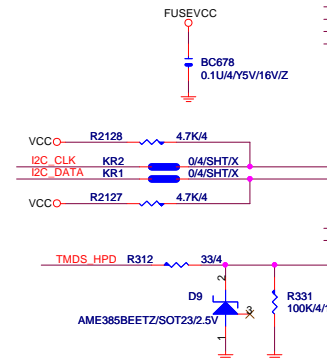 FUSEVCC
BC678
0.1U/4/Y5V/16V/Z
VCC R2128 4.7K/4
I2C_CLK KR2 0/4/SHT/X
I2C_DATA KR1 0/4/SHT/X
VCC R2127 4.7K/4
TMDS_HPD R312 33/4
2
D9 3 R331
100K/4/1
AME385BEETZ/SOT23/2.5V
1